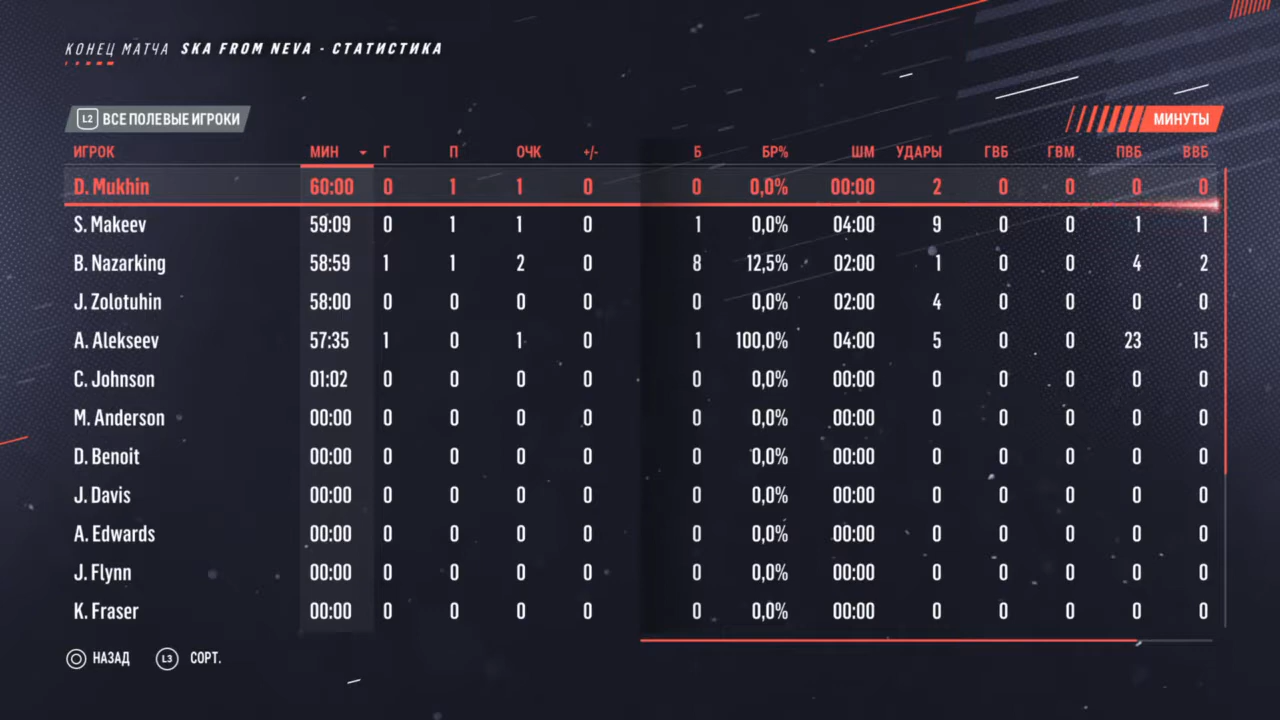 КОНЕЦ МАТЧА SKA FROM NEVA - СТАТИСТИКА
L2 ВСЕ ПОЛЕВЫЕ ИГРОКИ МИНУТЫ
ИГРОК МИН Г П ОЧК +/- Б БР% ШМ УДАРЫ ГВБ ГВМ ПВБ ВВБ
D. Mukhin 60:00 0 1 1 0 0 0,0% 00:00 2 0 0 0 0
S. Makeev 59:09 0 1 1 0 1 0,0% 04:00 9 0 0 1 1
B. Nazarking 58:59 1 1 2 0 8 12,5% 02:00 1 0 0 4 2
J. Zolotuhin 58:00 0 0 0 0 0 0,0% 02:00 4 0 0 0 0
A. Alekseev 57:35 1 0 1 0 1 100,0% 04:00 5 0 0 23 15
C. Johnson 01:02 0 0 0 0 0 0,0% 00:00 0 0 0 0 0
M. Anderson 00:00 0 0 0 0 0 0,0% 00:00 0 0 0 0 0
D. Benoit 00:00 0 0 0 0 0 0,0% 00:00 0 0 0 0 0
J. Davis 00:00 0 0 0 0 0 0,0% 00:00 0 0 0 0 0
A. Edwards 00:00 0 0 0 0 0 0,0% 00:00 0 0 0 0 0
J. Flynn 00:00 0 0 0 0 0 0,0% 00:00 0 0 0 0 0
K. Fraser 00:00 0 0 0 0 0 0,0% 00:00 0 0 0 0 0
НАЗАД L3 СОРТ.